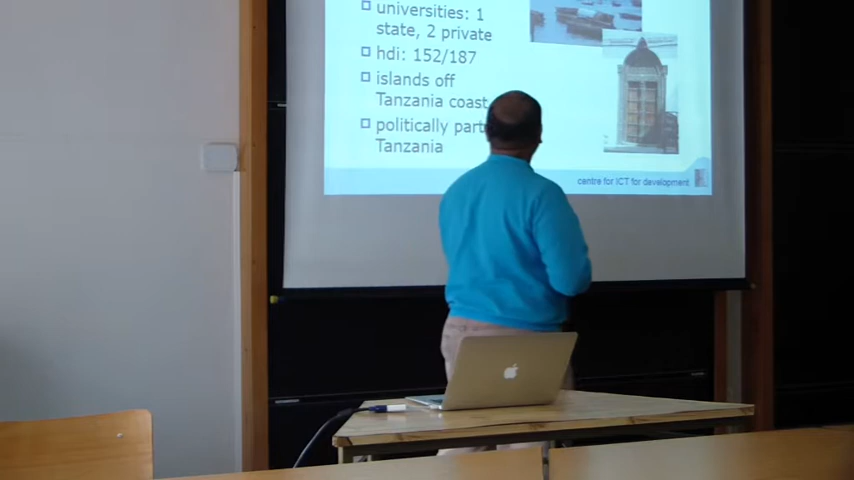 universities: 1
state, 2 private
hdi: 152/187
islands off
Tanzania coast
politically part
Tanzania
centre for ICT for development